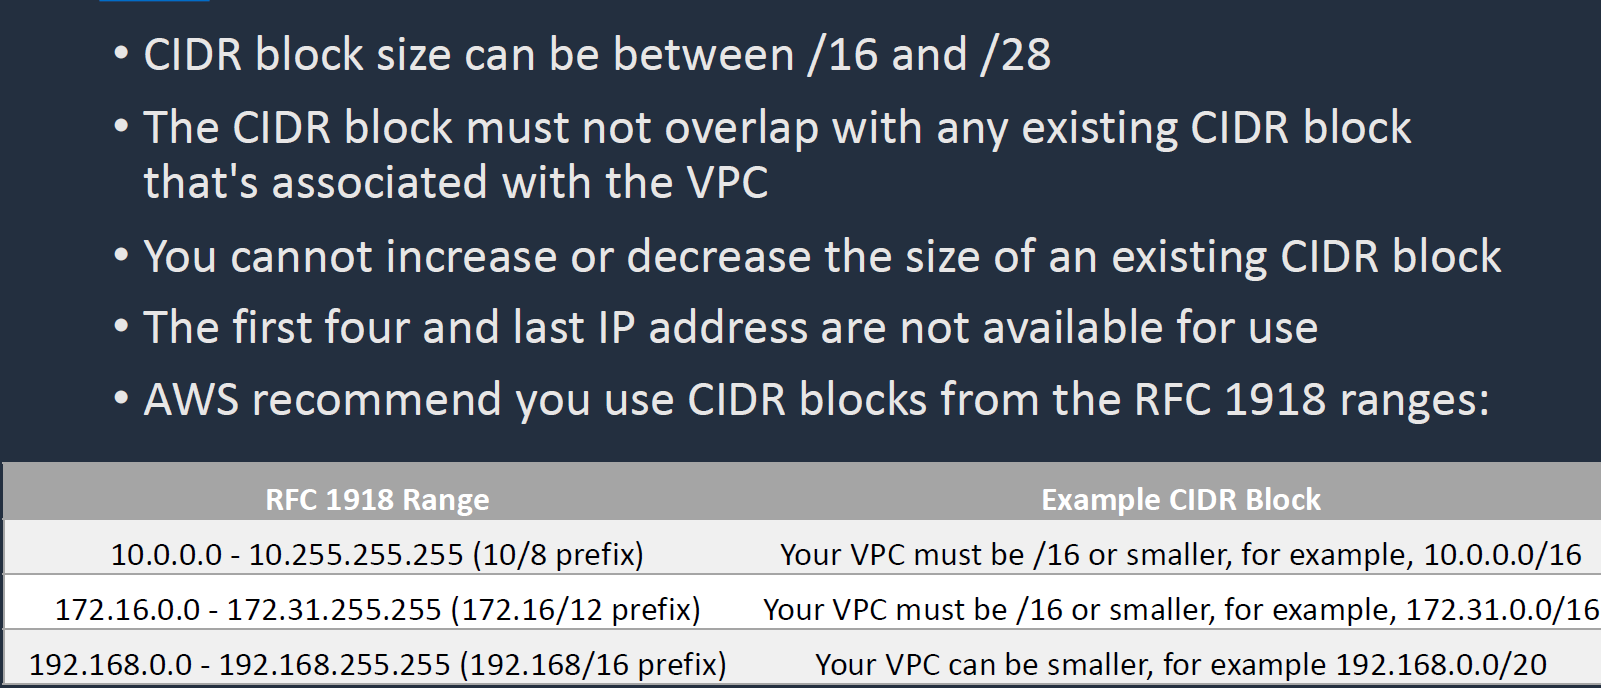 • CIDR block size can be between /16 and /28
• The CIDR block must not overlap with any existing CIDR block
that's associated with the VPC
• You cannot increase or decrease the size of an existing CIDR block
• The first four and last IP address are not available for use
• AWS recommend you use CIDR blocks from the RFC 1918 ranges:
RFC 1918 Range Example CIDR Block
10.0.0.0 - 10.255.255.255 (10/8 prefix) Your VPC must be /16 or smaller, for example, 10.0.0.0/16
172.16.0.0 - 172.31.255.255 (172.16/12 prefix) Your VPC must be /16 or smaller, for example, 172.31.0.0/16
192.168.0.0 - 192.168.255.255 (192.168/16 prefix) Your VPC can be smaller, for example 192.168.0.0/20